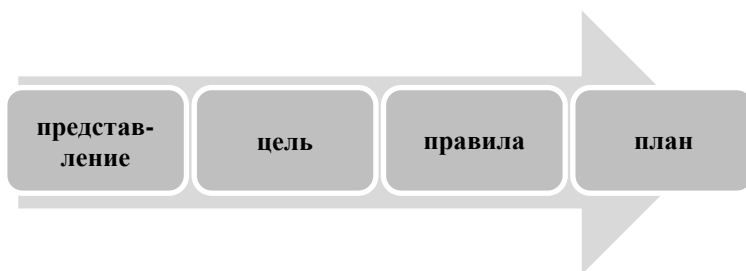 представ-
ление
цель
правила
план